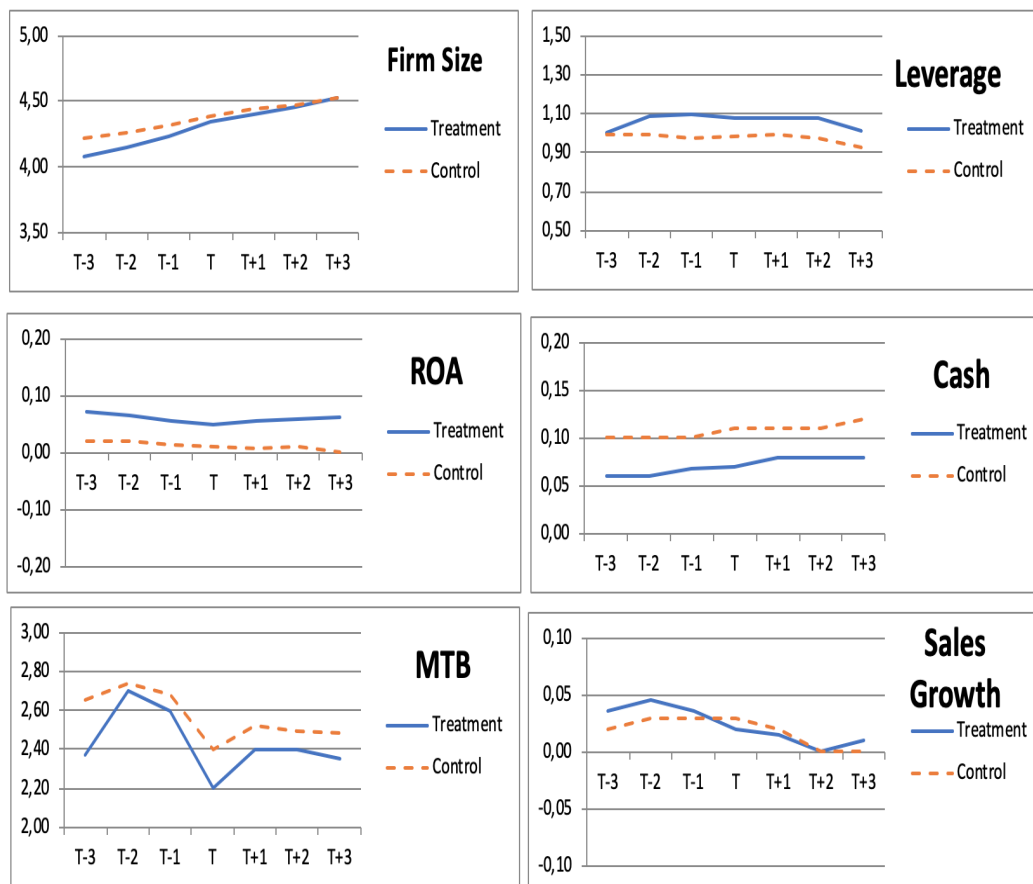 Firm Size
5,00
4,50
4,00
3,50
T-3 T-2 T-1 T T+1 T+2 T+3
Treatment
Control
Leverage
1,50
1,30
1,10
0,90
0,70
0,50
T-3 T-2 T-1 T T+1 T+2 T+3
Treatment
Control
ROA
0,20
0,10
0,00
-0,10
-0,20
T-3 T-2 T-1 T T+1 T+2 T+3
Treatment
Control
Cash
0,20
0,15
0,10
0,05
0,00
T-3 T-2 T-1 T T+1 T+2 T+3
Treatment
Control
MTB
3,00
2,80
2,60
2,40
2,20
2,00
T-3 T-2 T-1 T T+1 T+2 T+3
Treatment
Control
Sales
Growth
0,10
0,05
0,00
-0,05
-0,10
T-3 T-2 T-1 T T+1 T+2 T+3
Treatment
Control